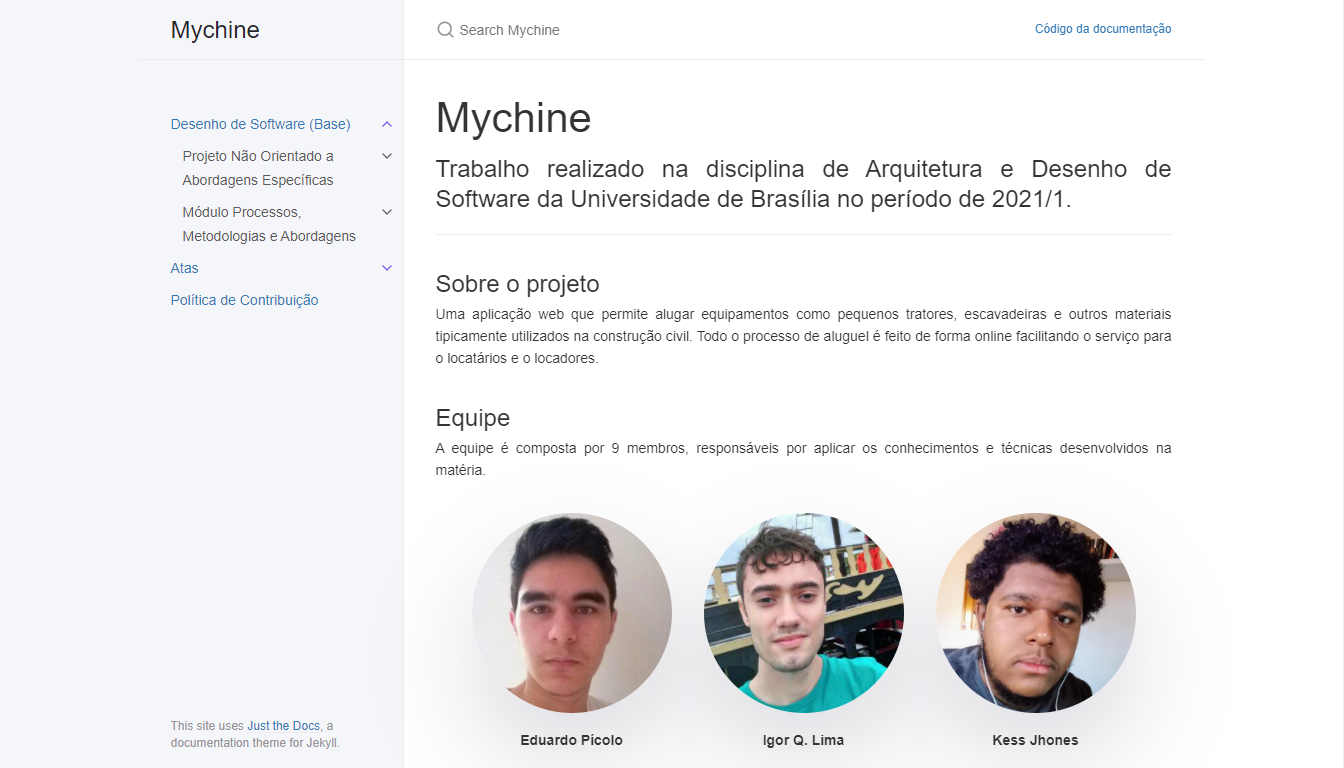 Mychine
Search Mychine
Código da documentação
Desenho de Software (Base)
Projeto Não Orientado a
Abordagens Específicas
Módulo Processos,
Metodologias e Abordagens
Atas
Política de Contribuição
This site uses Just the Docs, a
documentation theme for Jekyll.
Mychine
Trabalho realizado na disciplina de Arquitetura e Desenho de
Software da Universidade de Brasília no período de 2021/1.
Sobre o projeto
Uma aplicação web que permite alugar equipamentos como pequenos tratores, escavadeiras e outros materiais
tipicamente utilizados na construção civil. Todo o processo de aluguel é feito de forma online facilitando o serviço para
o locatários e o locadores.
Equipe
A equipe é composta por 9 membros, responsáveis por aplicar os conhecimentos e técnicas desenvolvidos na
matéria.
Eduardo Pícolo
Igor Q. Lima
Kess Jhones